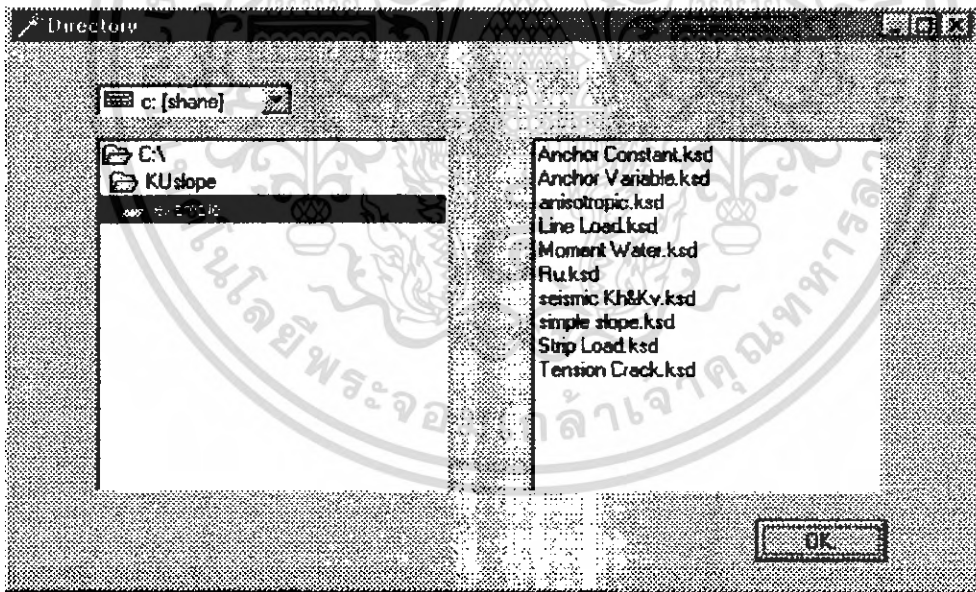 Directory
c: [shane]
C:\
KUslope
Anchor Constant.ksd
Anchor Variable.ksd
anisotropic.ksd
Line Load.ksd
Moment Water.ksd
Ru.ksd
seismic Kh&Kv.ksd
simple slope.ksd
Strip Load.ksd
Tension Crack.ksd
OK